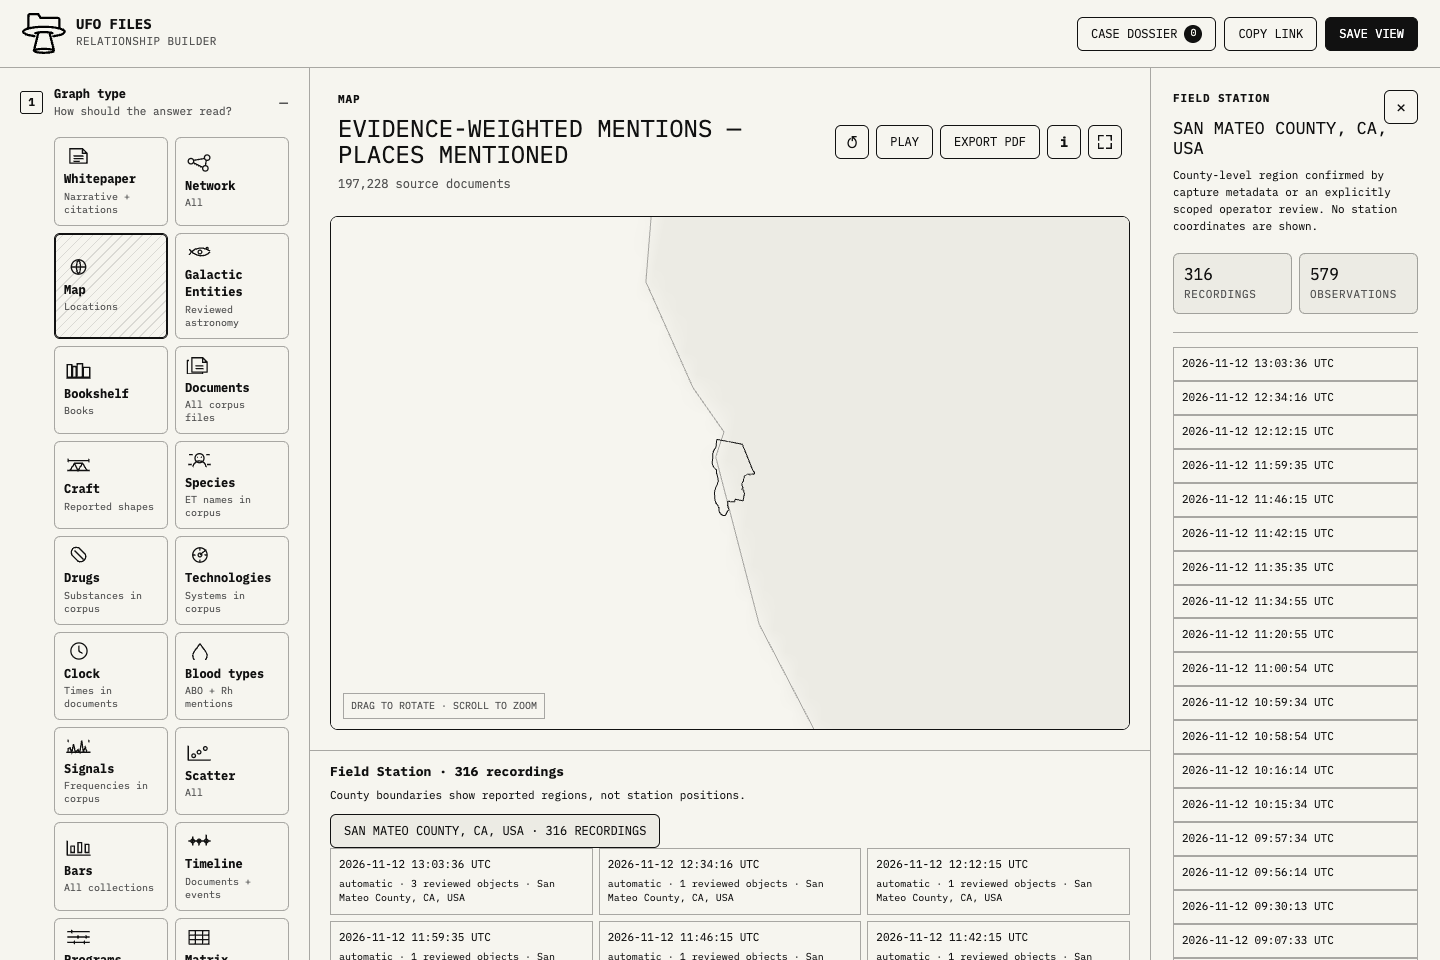 UFO FILES
RELATIONSHIP BUILDER
CASE DOSSIER 0
COPY LINK
SAVE VIEW
1
Graph type
How should the answer read?
—
Whitepaper
Narrative +
citations
Network
All
Map
Locations
Galactic
Entities
Reviewed
astronomy
Bookshelf
Books
Documents
All corpus
files
Craft
Reported shapes
Species
ET names in
corpus
Drugs
Substances in
corpus
Technologies
Systems in
corpus
Clock
Times in
documents
Blood types
ABO + Rh
mentions
Signals
Frequencies in
corpus
Scatter
All
Bars
All collections
Timeline
Documents +
events
Programs
Matrix
MAP
EVIDENCE-WEIGHTED MENTIONS —
PLACES MENTIONED
197,228 source documents
PLAY
EXPORT PDF
i
DRAG TO ROTATE · SCROLL TO ZOOM
Field Station · 316 recordings
County boundaries show reported regions, not station positions.
SAN MATEO COUNTY, CA, USA · 316 RECORDINGS
2026-11-12 13:03:36 UTC
automatic · 3 reviewed objects · San
Mateo County, CA, USA
2026-11-12 12:34:16 UTC
automatic · 1 reviewed objects · San
Mateo County, CA, USA
2026-11-12 12:12:15 UTC
automatic · 1 reviewed objects · San
Mateo County, CA, USA
2026-11-12 11:59:35 UTC
automatic · 1 reviewed objects · San
2026-11-12 11:46:15 UTC
automatic · 1 reviewed objects · San
2026-11-12 11:42:15 UTC
automatic · 1 reviewed objects · San
FIELD STATION
×
SAN MATEO COUNTY, CA,
USA
County-level region confirmed by
capture metadata or an explicitly
scoped operator review. No station
coordinates are shown.
316
RECORDINGS
579
OBSERVATIONS
2026-11-12 13:03:36 UTC
2026-11-12 12:34:16 UTC
2026-11-12 12:12:15 UTC
2026-11-12 11:59:35 UTC
2026-11-12 11:46:15 UTC
2026-11-12 11:42:15 UTC
2026-11-12 11:35:35 UTC
2026-11-12 11:34:55 UTC
2026-11-12 11:20:55 UTC
2026-11-12 11:00:54 UTC
2026-11-12 10:59:34 UTC
2026-11-12 10:58:54 UTC
2026-11-12 10:16:14 UTC
2026-11-12 10:15:34 UTC
2026-11-12 09:57:34 UTC
2026-11-12 09:56:14 UTC
2026-11-12 09:30:13 UTC
2026-11-12 09:07:33 UTC